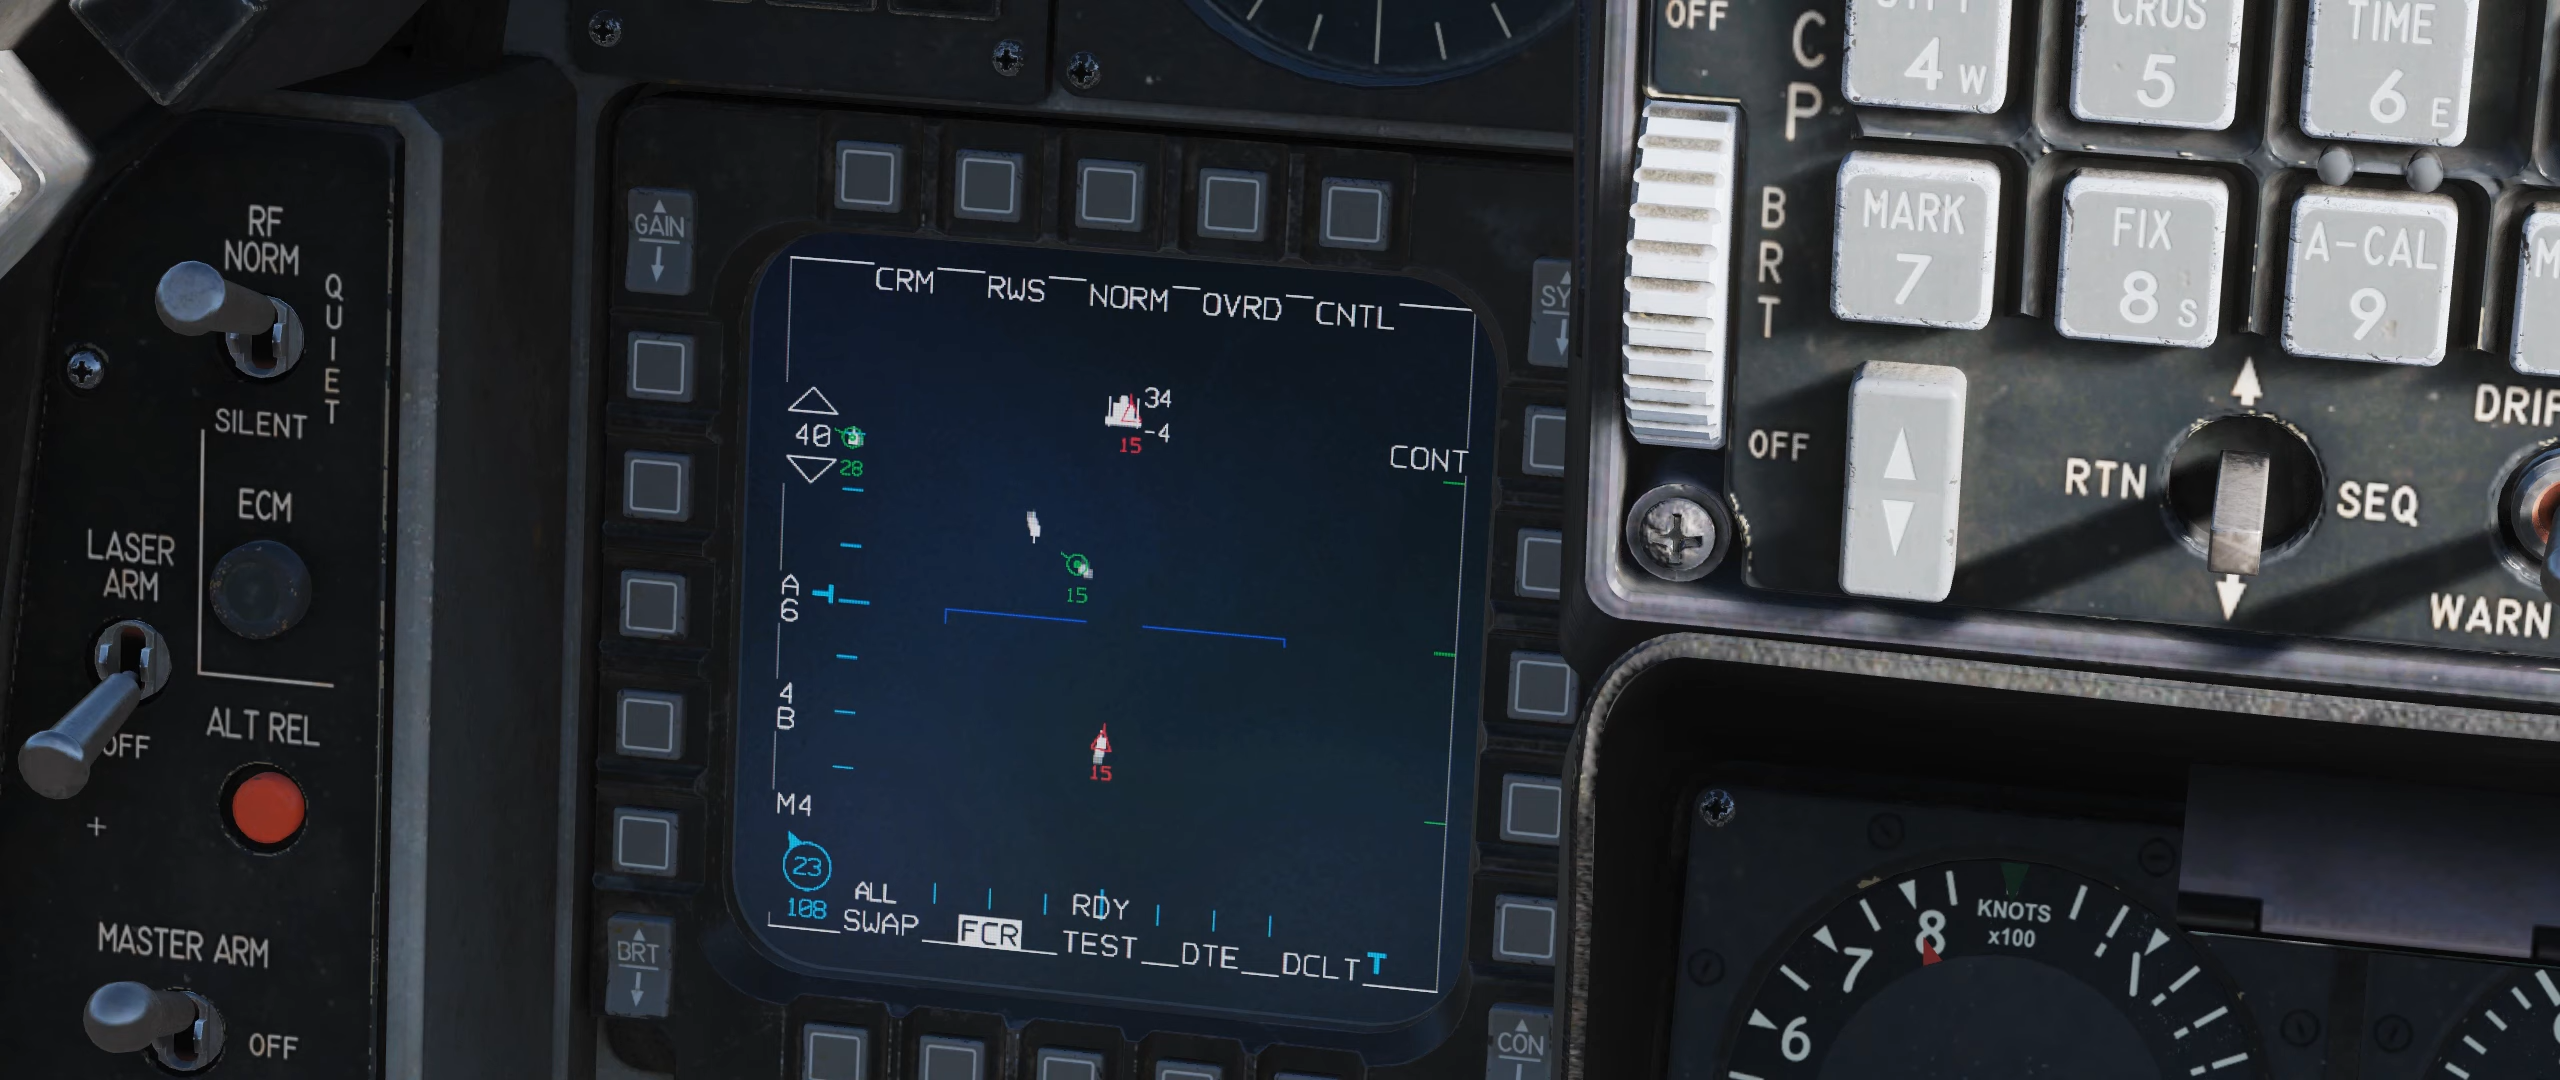 RF
NORM
QUIET
SILENT
ECM
LASER
ARM
OFF
ALT REL
MASTER ARM
OFF
GAIN
BRT
SY
CON
CRM RWS NORM OVRD CNTL
40
28
34
-4
15
CONT
15
A
6
4
B
15
M4
23
108
ALL
RDY
SWAP FCR TEST DTE DCLT T
OFF
CP
BRT
OFF
4 W
CRUS
5
TIME
6 E
MARK
7
FIX
8 S
A-CAL
9
M
RTN
SEQ
DRIF
WARN
KNOTS
x100
8
7
6
1